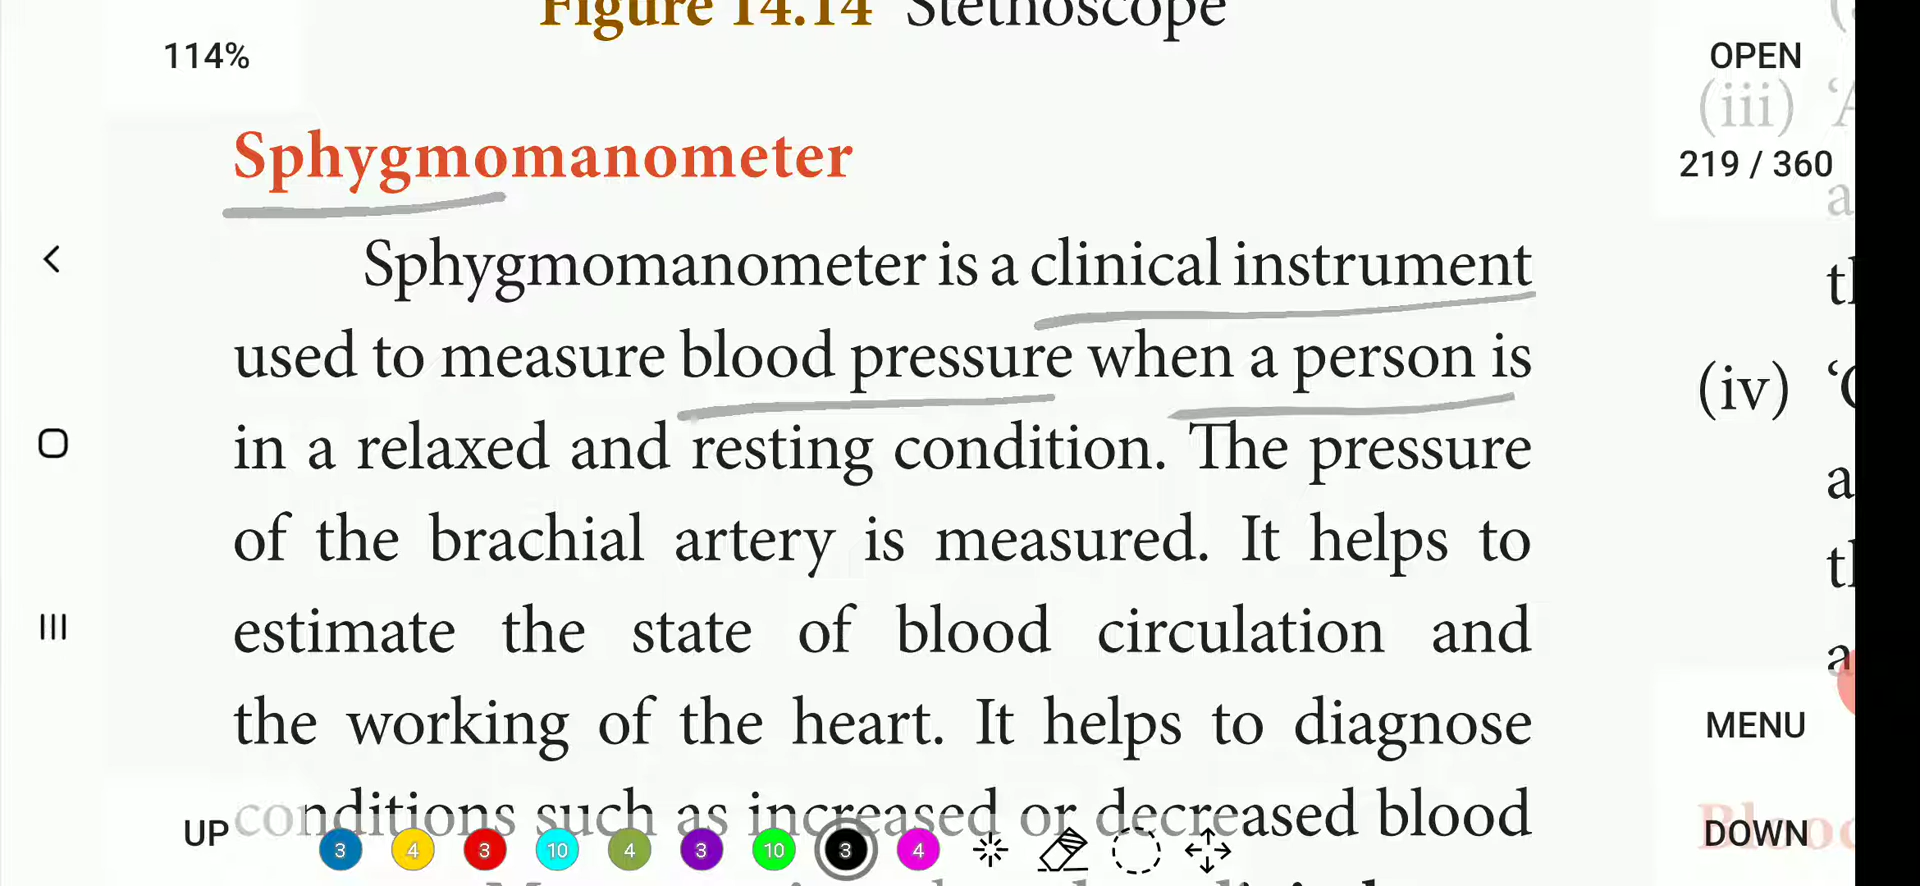 Figure 14.14 Stethoscope
114%
OPEN
(iii)
219 / 360
Sphygmomanometer
Sphygmomanometer is a clinical instrument
used to measure blood pressure when a person is
in a relaxed and resting condition. The pressure
of the brachial artery is measured. It helps to
estimate the state of blood circulation and
the working of the heart. It helps to diagnose
conditions such as increased or decreased blood
(iv)
MENU
UP
DOWN
3 4 3 10 4 3 10 3 4